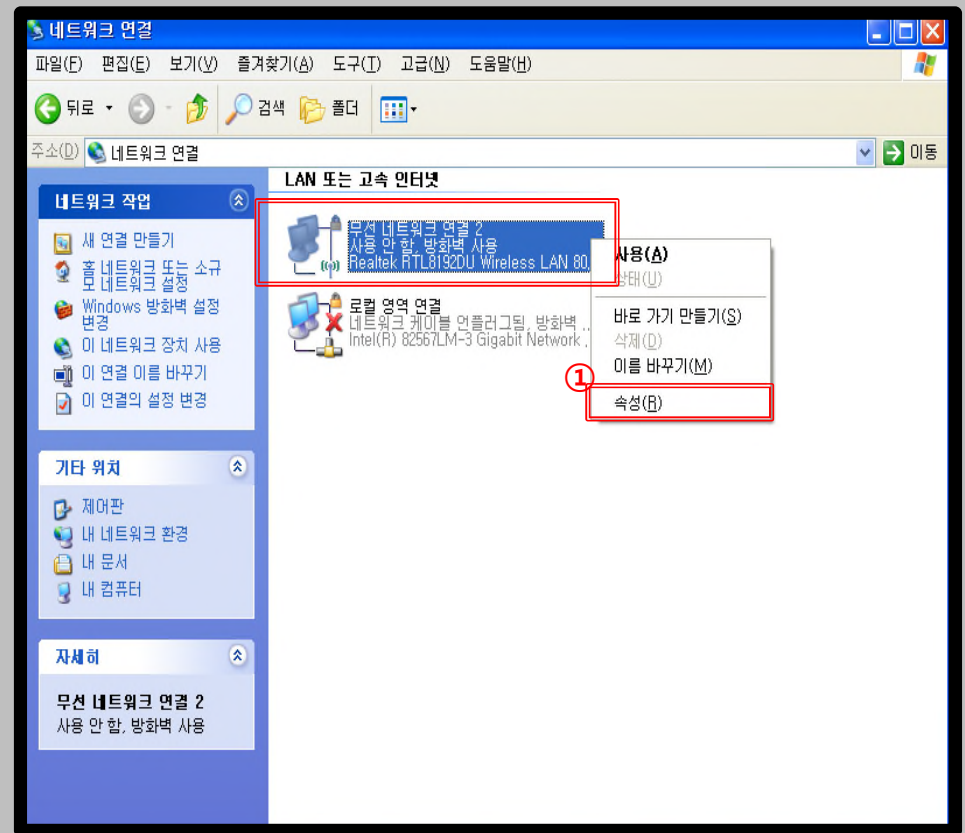 네트워크 연결
파일(F) 편집(E) 보기(V) 즐겨찾기(A) 도구(T) 고급(N) 도움말(H)
뒤로 검색 폴더
주소(D) 네트워크 연결 이동
네트워크 작업
새 연결 만들기
홈 네트워크 또는 소규
모 네트워크 설정
Windows 방화벽 설정
변경
이 네트워크 장치 사용
이 연결 이름 바꾸기
이 연결의 설정 변경
기타 위치
제어판
내 네트워크 환경
내 문서
내 컴퓨터
자세히
무선 네트워크 연결 2
사용 안 함, 방화벽 사용
LAN 또는 고속 인터넷
무선 네트워크 연결 2
사용 안 함, 방화벽 사용
Realtek RTL8192DU Wireless LAN 80.
로컬 영역 연결
네트워크 케이블 언플러그됨, 방화벽 ..
Intel(R) 82567LM-3 Gigabit Network .
사용(A)
상태(U)
바로 가기 만들기(S)
삭제(D)
이름 바꾸기(M)
①
속성(R)